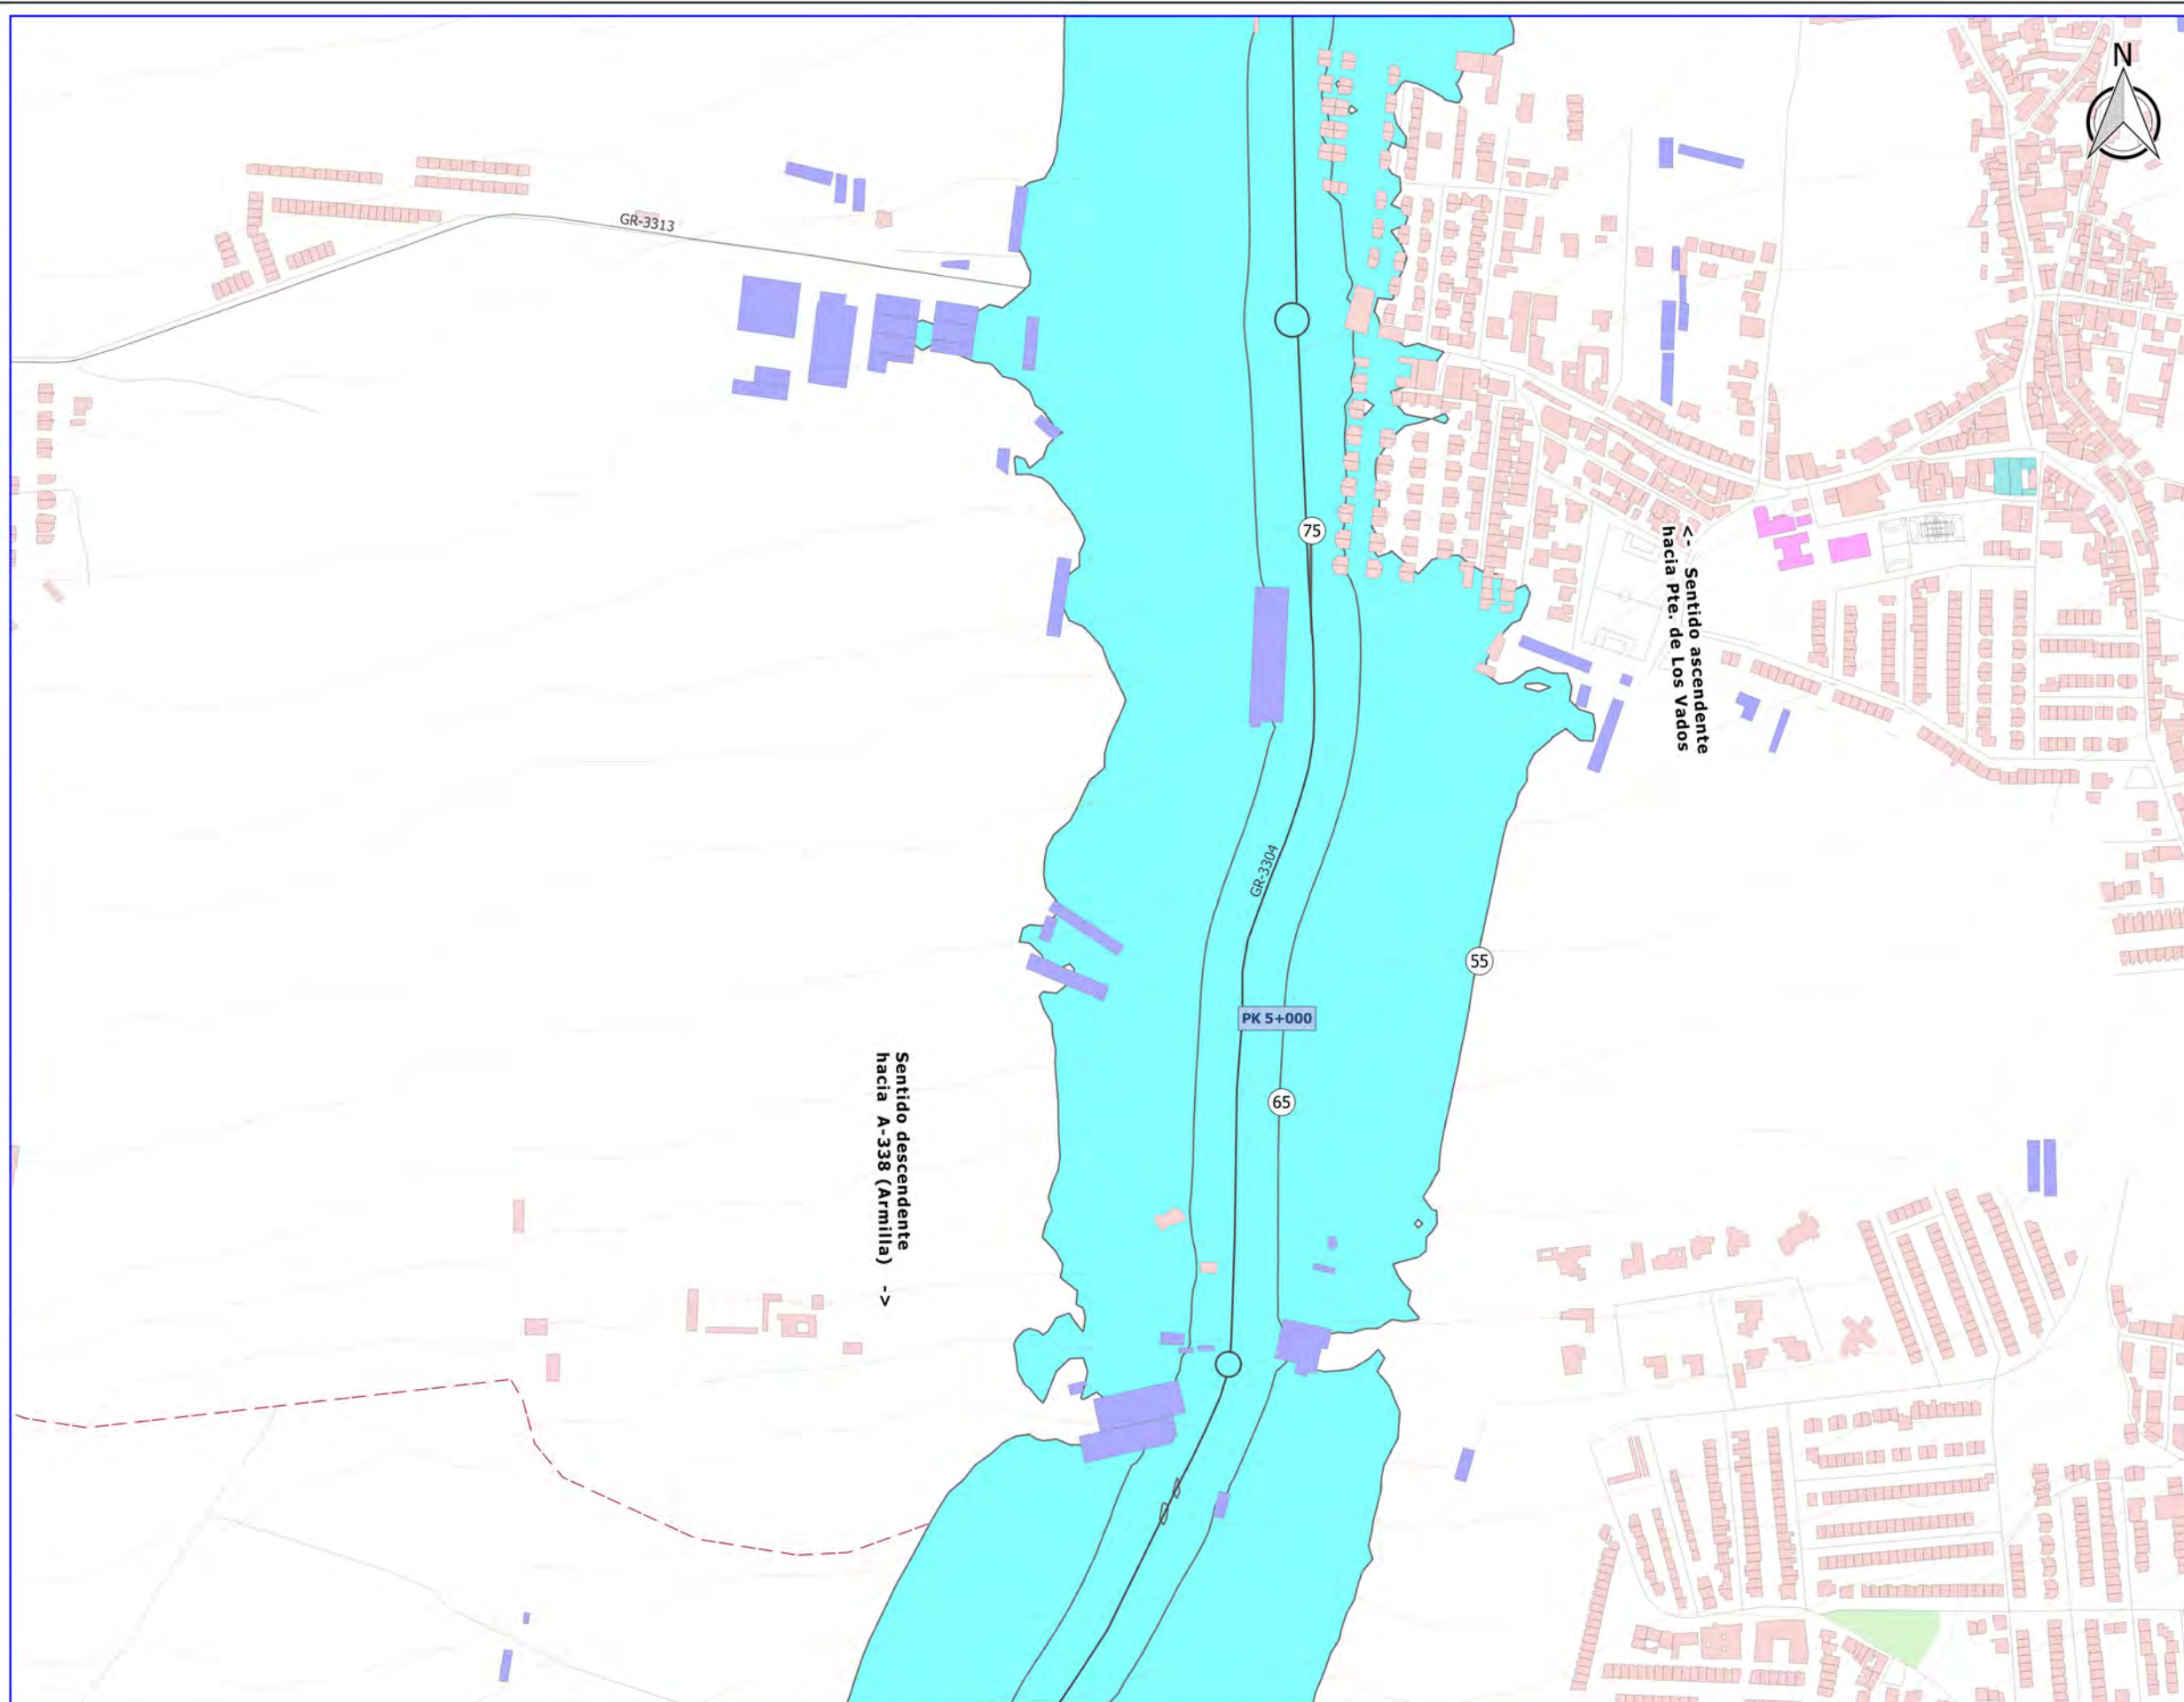 N
GR-3313
75
<- Sentido ascendente
hacia Pte. de Los Vados
GR-3304
55
PK 5+000
65
Sentido descendente
hacia A-338 (Armilla) ->